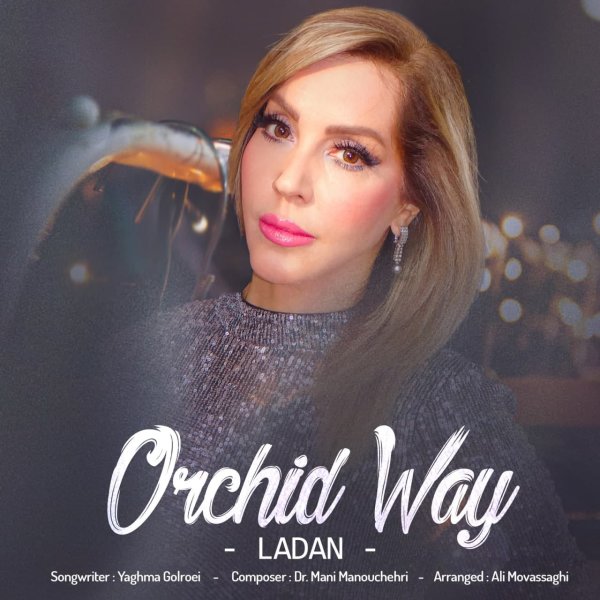 Orchid Way
- LADAN -
Songwriter : Yaghma Golroei - Composer : Dr. Mani Manouchehri - Arranged : Ali Movassaghi